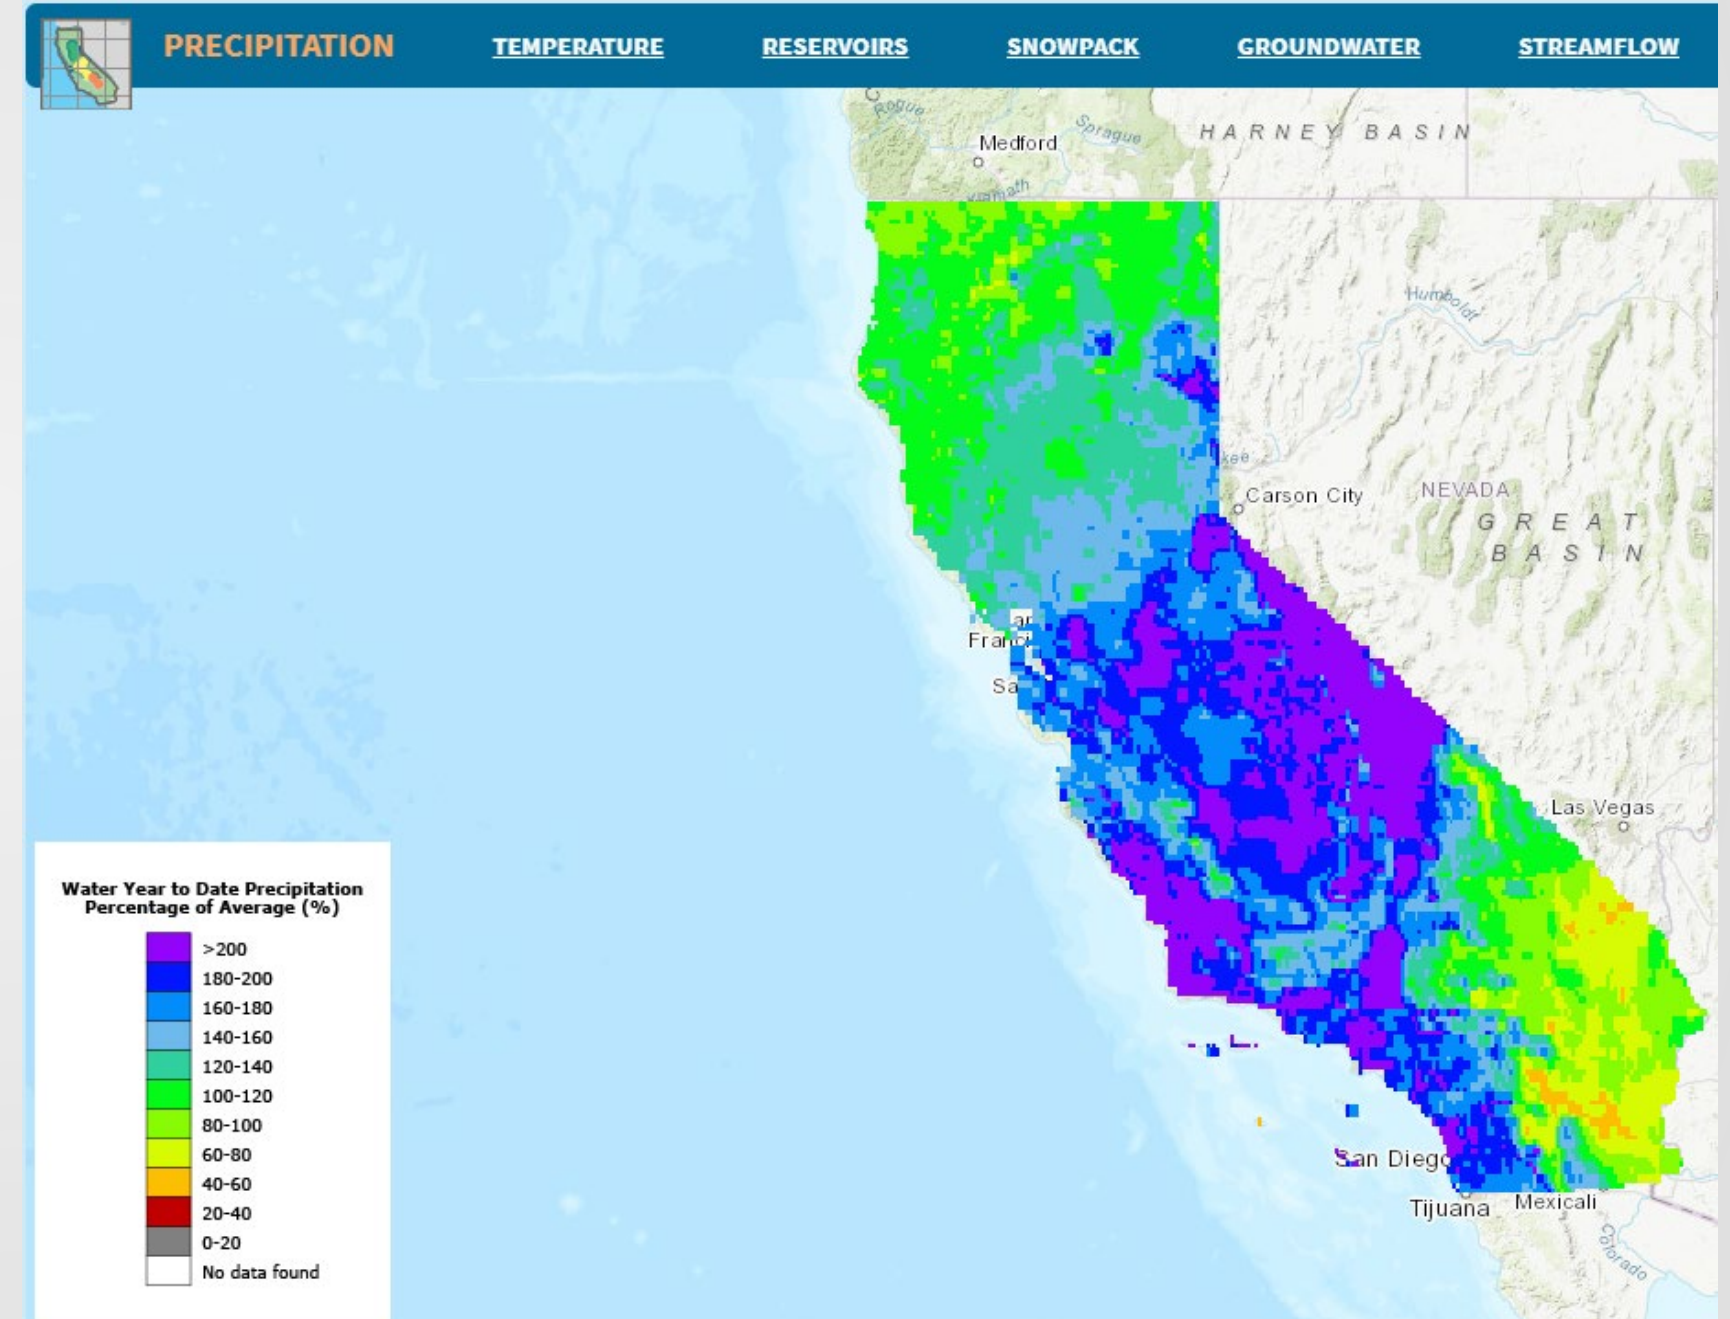 PRECIPITATION TEMPERATURE RESERVOIRS SNOWPACK GROUNDWATER STREAMFLOW
Rogue
Sprague
HARNEY BASIN
Medford
Klamath
Humboldt
kee
Carson City
NEVADA
GREAT
BASIN
Franci
Sa
Las Vegas
San Diego
Tijuana
Mexicali
Colorado
Water Year to Date Precipitation
Percentage of Average (%)
>200
180-200
160-180
140-160
120-140
100-120
80-100
60-80
40-60
20-40
0-20
No data found